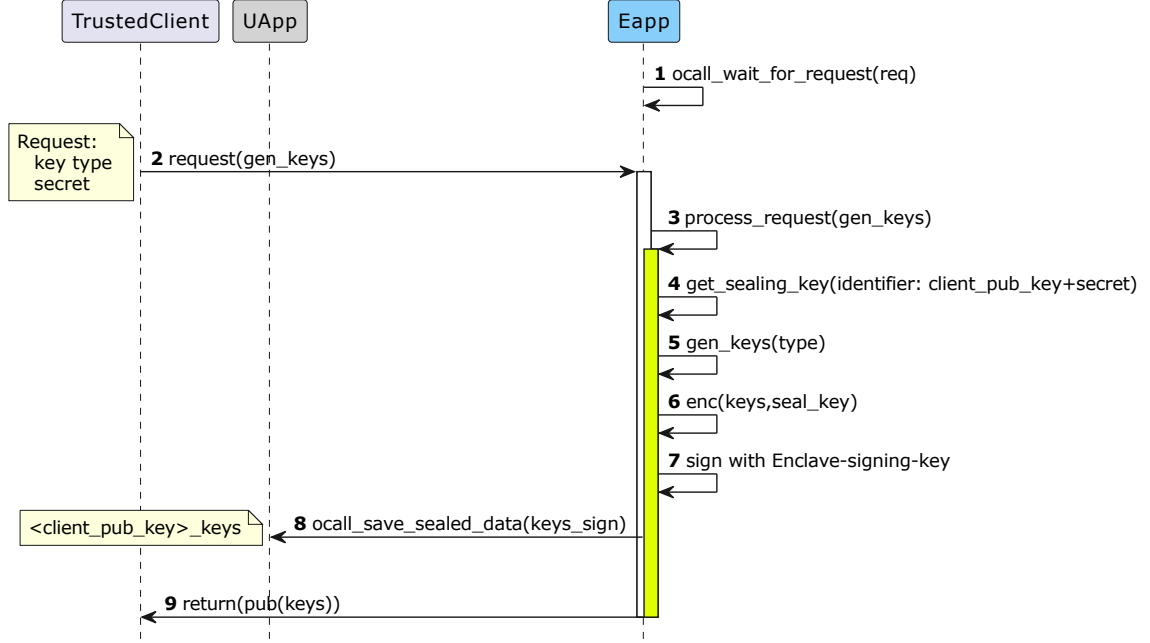 TrustedClient
UApp
Eapp
1 ocall_wait_for_request(req)
Request:
key type
secret
2 request(gen_keys)
3 process_request(gen_keys)
4 get_sealing_key(identifier: client_pub_key+secret)
5 gen_keys(type)
6 enc(keys,seal_key)
7 sign with Enclave-signing-key
<client_pub_key>_keys
8 ocall_save_sealed_data(keys_sign)
9 return(pub(keys))